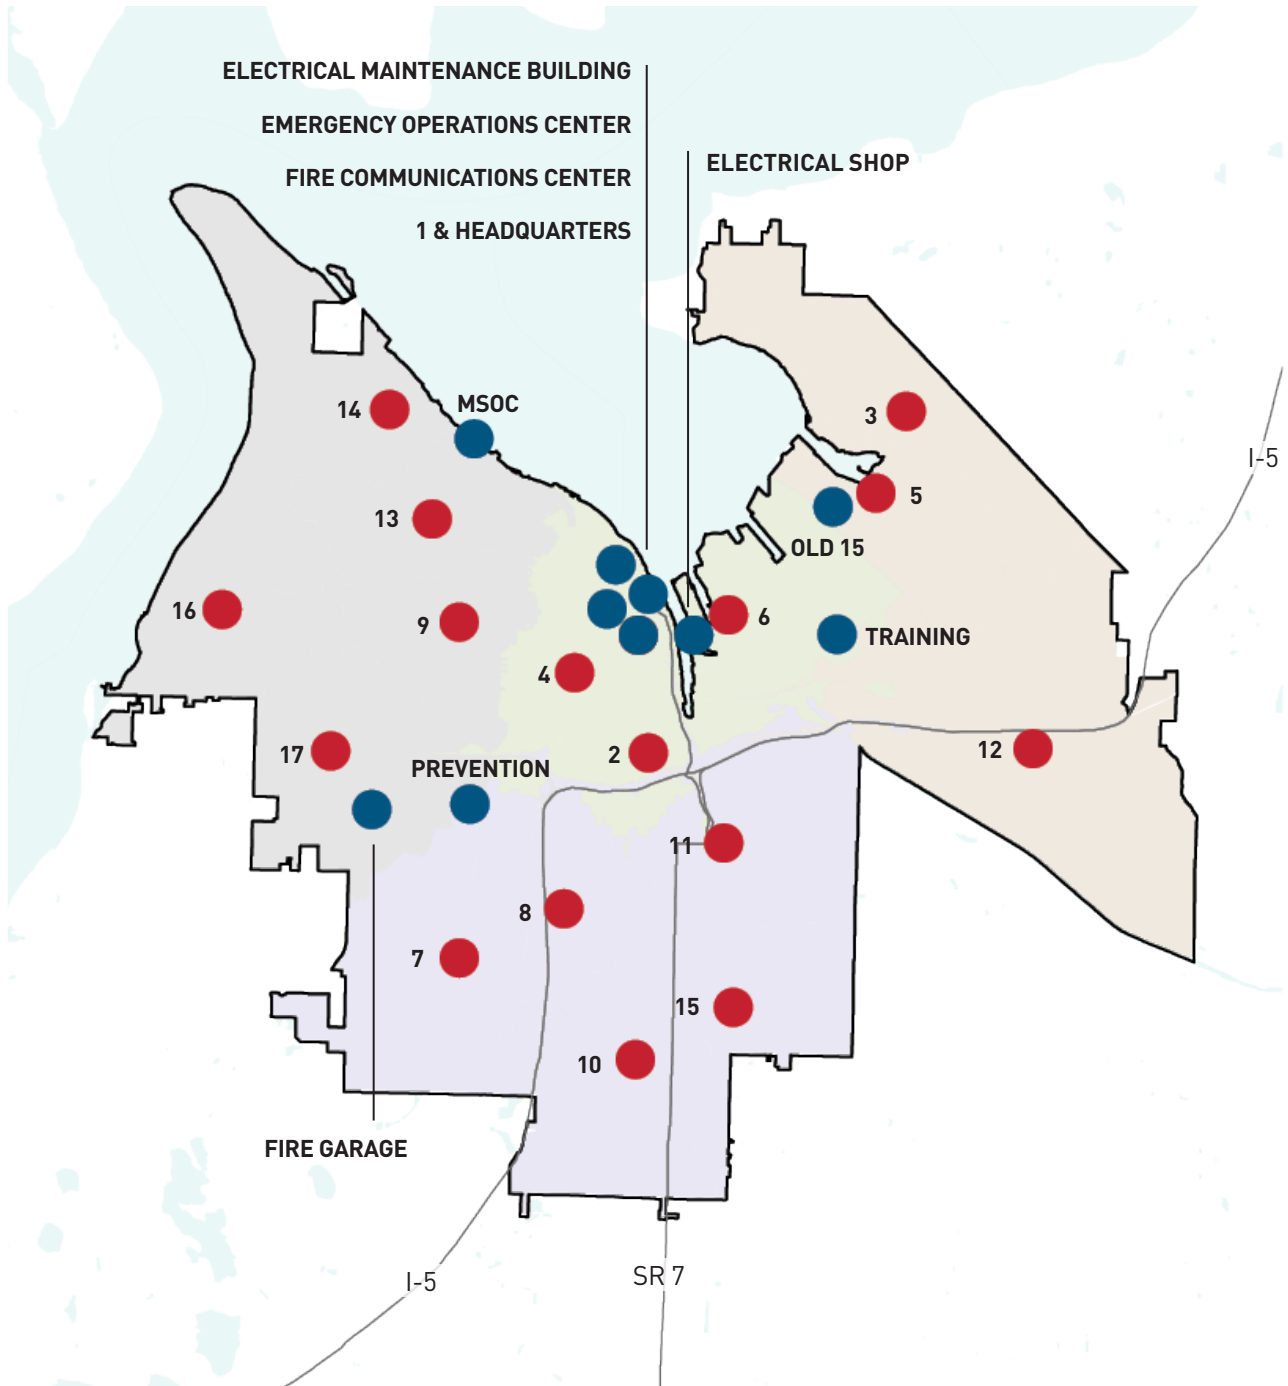 ELECTRICAL MAINTENANCE BUILDING
EMERGENCY OPERATIONS CENTER
ELECTRICAL SHOP
FIRE COMMUNICATIONS CENTER
1 & HEADQUARTERS
14
MSOC
3
I-5
5
13
OLD 15
16
9
6
TRAINING
4
17
2
12
PREVENTION
11
8
7
15
10
FIRE GARAGE
I-5
SR 7